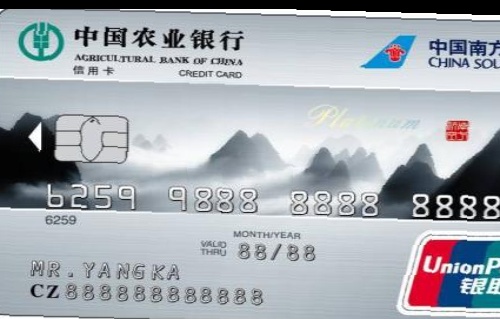 中国农业银行
AGRICULTURAL BANK OF CHINA
信用卡 CREDIT CARD
中国南方
CHINA SOU
Platinum
6259 9888 8888 8888
6259
MONTH/YEAR
VALID THRU 88/88
MR.YANGKA
CZ888888888888
UnionP
银联